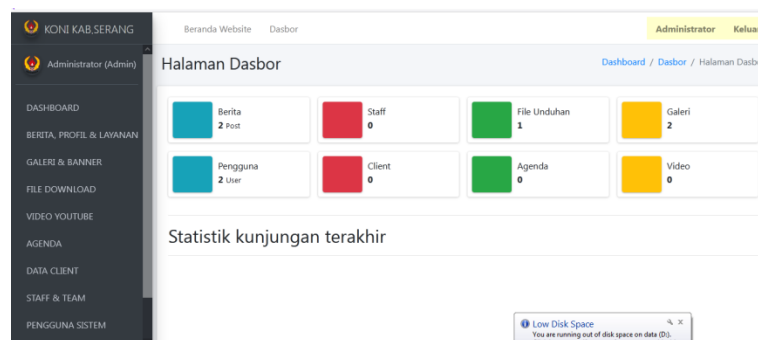 KONI KAB.SERANG
Beranda Website Dasbor
Administrator
Administrator (Admin)
Halaman Dasbor
Dashboard / Dasbor / Halaman
DASHBOARD
BERITA, PROFIL & LAYANAN
GALERI & BANNER
FILE DOWNLOAD
VIDEO YOUTUBE
AGENDA
DATA CLIENT
STAFF & TEAM
PENGGUNA SISTEM
Berita
2 Post
Staff
0
File Unduhan
1
Galeri
2
Pengguna
2 User
Client
0
Agenda
0
Video
0
Statistik kunjungan terakhir
Low Disk Space
You are running out of disk space on data (D:).